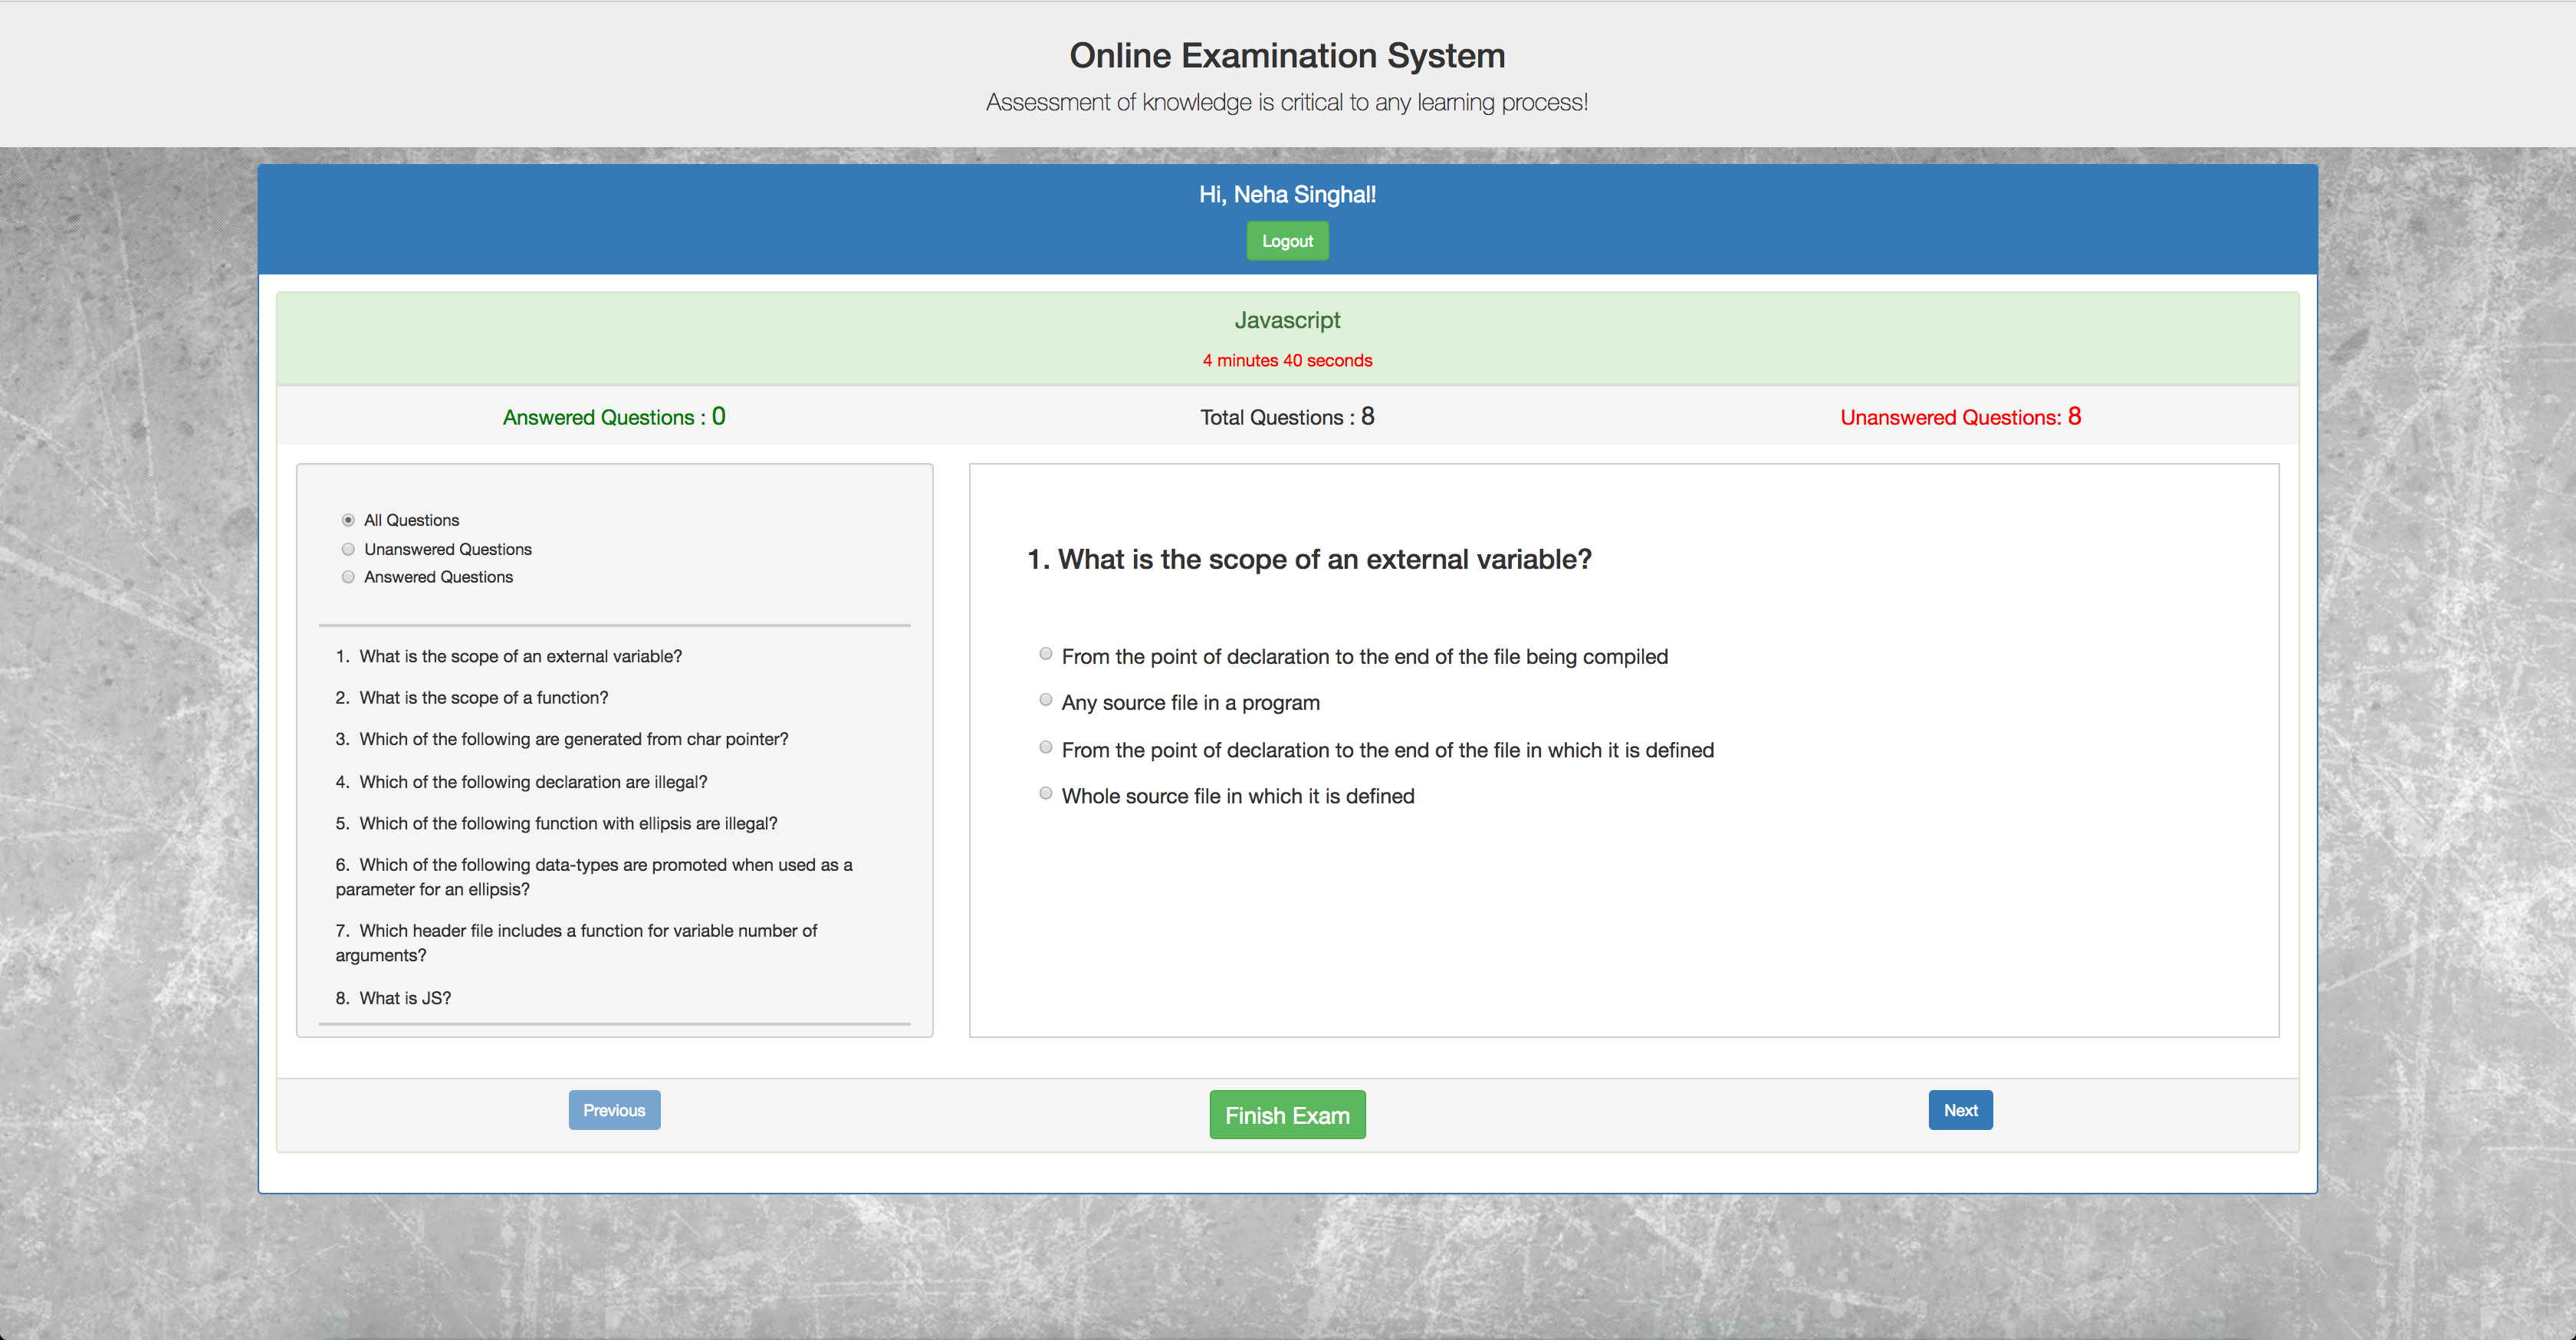 Online Examination System
Assessment of knowledge is critical to any learning process!
Hi, Neha Singhal!
Logout
Javascript
4 minutes 40 seconds
Answered Questions : 0
Total Questions : 8
Unanswered Questions: 8
All Questions
Unanswered Questions
Answered Questions
1. What is the scope of an external variable?
2. What is the scope of a function?
3. Which of the following are generated from char pointer?
4. Which of the following declaration are illegal?
5. Which of the following function with ellipsis are illegal?
6. Which of the following data-types are promoted when used as a
parameter for an ellipsis?
7. Which header file includes a function for variable number of
arguments?
8. What is JS?
1. What is the scope of an external variable?
From the point of declaration to the end of the file being compiled
Any source file in a program
From the point of declaration to the end of the file in which it is defined
Whole source file in which it is defined
Previous
Finish Exam
Next